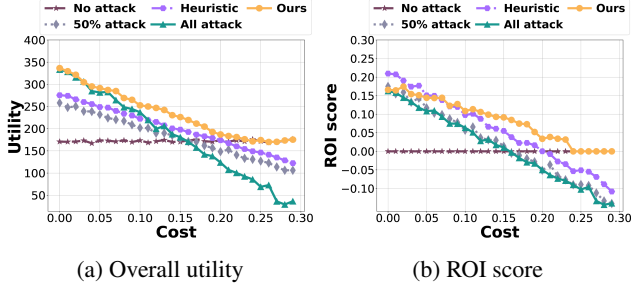 No attack
Heuristic
Ours
50% attack
All attack
400
350
300
250
200
150
100
50
0.00
0.05
0.10
0.15
0.20
0.25
0.30
Utility
Cost
(a) Overall utility
No attack
Heuristic
Ours
50% attack
All attack
0.30
0.25
0.20
0.15
0.10
0.05
0.00
−0.05
−0.10
0.00
0.05
0.10
0.15
0.20
0.25
0.30
ROI score
Cost
(b) ROI score